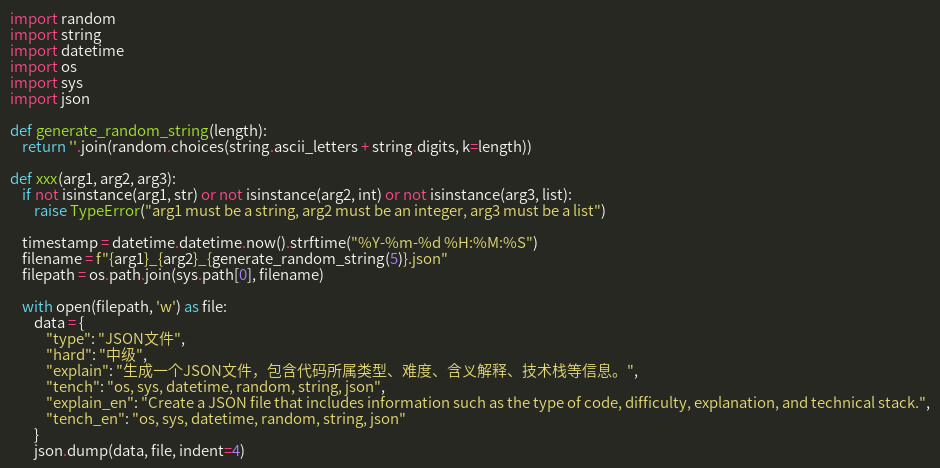 import random
import string
import datetime
import os
import sys
import json

def generate_random_string(length):
    return ''.join(random.choices(string.ascii_letters + string.digits, k=length))

def xxx(arg1, arg2, arg3):
    if not isinstance(arg1, str) or not isinstance(arg2, int) or not isinstance(arg3, list):
        raise TypeError("arg1 must be a string, arg2 must be an integer, arg3 must be a list")

    timestamp = datetime.datetime.now().strftime("%Y-%m-%d %H:%M:%S")
    filename = f"{arg1}_{arg2}_{generate_random_string(5)}.json"
    filepath = os.path.join(sys.path[0], filename)

    with open(filepath, 'w') as file:
        data = {
            "type": "JSON文件",
            "hard": "中级",
            "explain": "生成一个JSON文件，包含代码所属类型、难度、含义解释、技术栈等信息。",
            "tench": "os, sys, datetime, random, string, json",
            "explain_en": "Create a JSON file that includes information such as the type of code, difficulty, explanation, and technical stack.",
            "tench_en": "os, sys, datetime, random, string, json"
        }
        json.dump(data, file, indent=4)